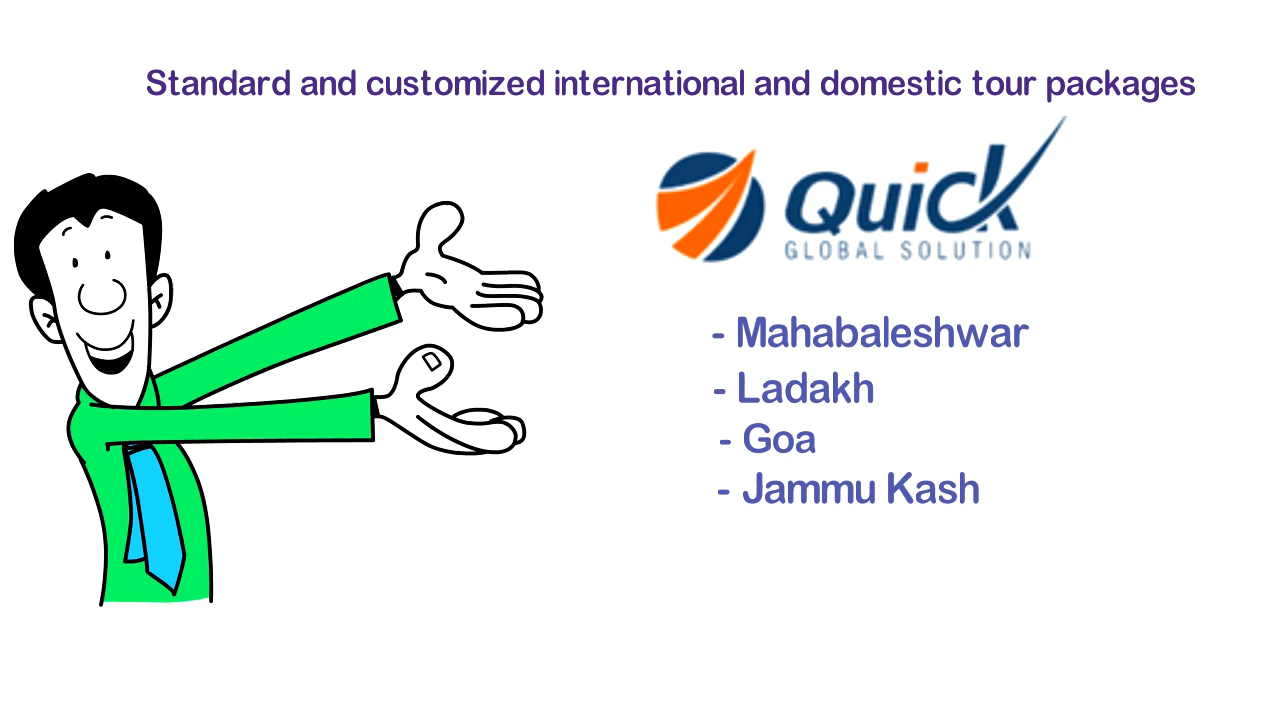 Standard and customized international and domestic tour packages
Quick
GLOBAL SOLUTION
- Mahabaleshwar
- Ladakh
- Goa
- Jammu Kash